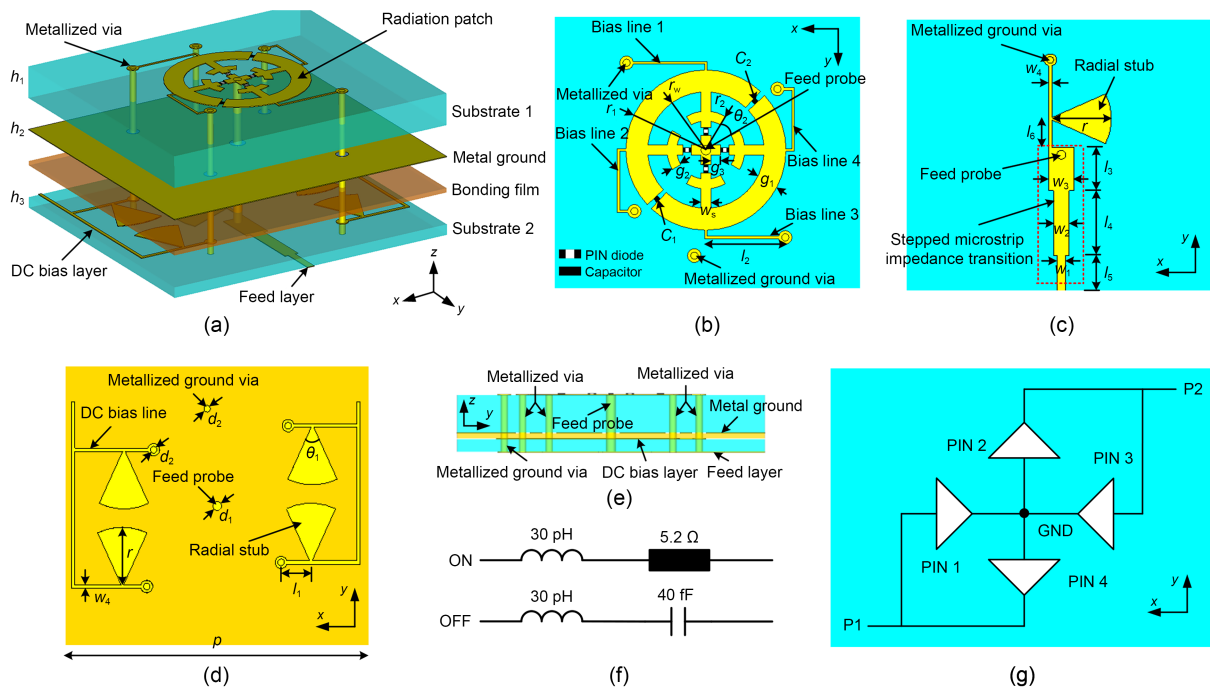 Metallized via
Radiation patch
h1
h2
h3
Substrate 1
Metal ground
Bonding film
Substrate 2
DC bias layer
Feed layer
z
x
y
(a)
Bias line 1
x
y
C2
Feed probe
Metallized via
rw
r1
r2
θ2
Bias line 2
Bias line 4
g2
g3
g1
ws
Bias line 3
C1
l2
PIN diode
Capacitor
Metallized ground via
(b)
Metallized ground via
w4
Radial stub
r
l6
Feed probe
l3
w3
w2
l4
Stepped microstrip
impedance transition
w1
l5
y
x
(c)
Metallized ground via
DC bias line
d2
d2
θ1
Feed probe
d1
r
Radial stub
l1
w4
y
x
p
(d)
Metallized via
Metallized via
z
y
Feed probe
Metal ground
Metallized ground via
DC bias layer
Feed layer
(e)
30 pH
5.2 Ω
ON
30 pH
40 fF
OFF
(f)
P2
PIN 2
PIN 3
GND
PIN 1
PIN 4
P1
y
x
(g)